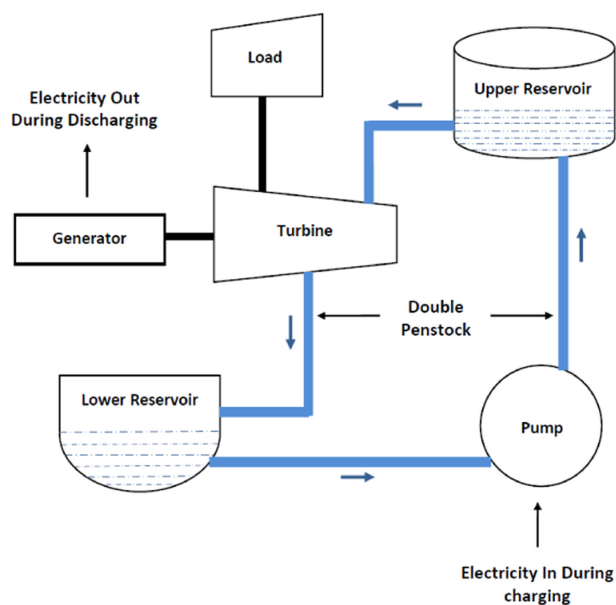 Load
Upper Reservoir
Electricity Out
During Discharging
Generator
Turbine
Double
Penstock
Lower Reservoir
Pump
Electricity In During
charging